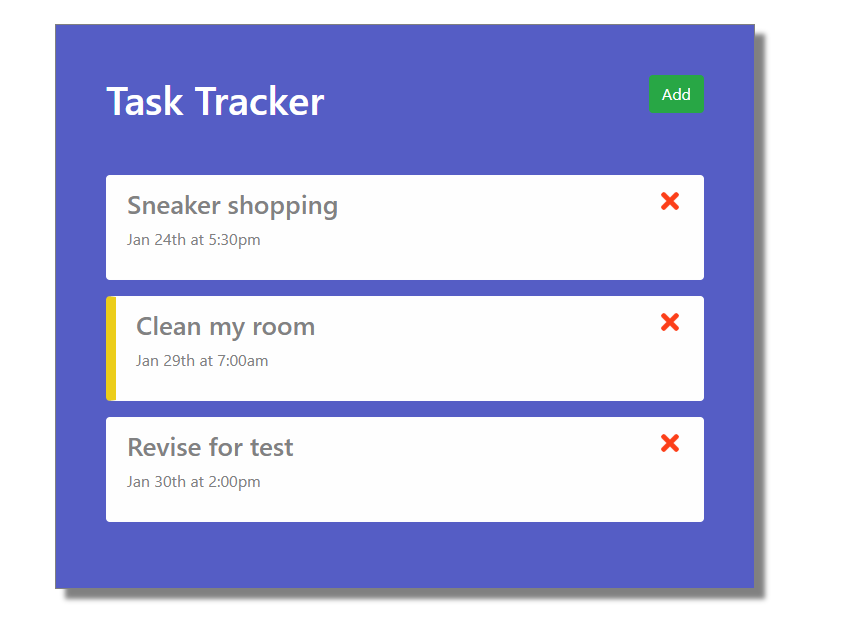 Task Tracker
Add
Sneaker shopping
Jan 24th at 5:30pm
Clean my room
Jan 29th at 7:00am
Revise for test
Jan 30th at 2:00pm